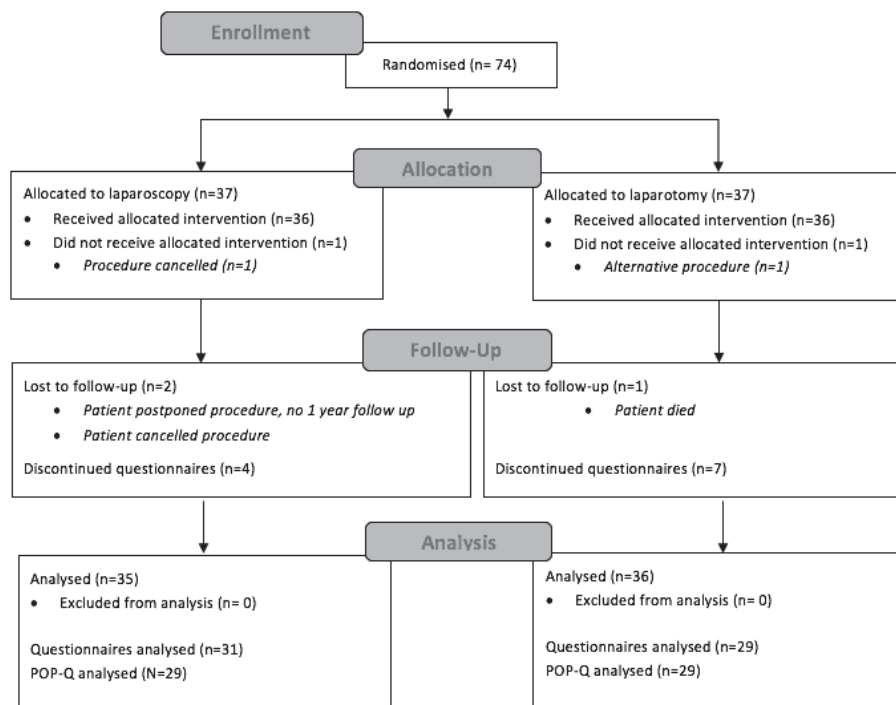 Enrollment
Randomised (n= 74)
Allocation
Allocated to laparoscopy (n=37)
• Received allocated intervention (n=36)
• Did not receive allocated intervention (n=1)
• Procedure cancelled (n=1)
Allocated to laparotomy (n=37)
• Received allocated intervention (n=36)
• Did not receive allocated intervention (n=1)
• Alternative procedure (n=1)
Follow-Up
Lost to follow-up (n=2)
• Patient postponed procedure, no 1 year follow up
• Patient cancelled procedure
Discontinued questionnaires (n=4)
Lost to follow-up (n=1)
• Patient died
Discontinued questionnaires (n=7)
Analysis
Analysed (n=35)
• Excluded from analysis (n= 0)
Questionnaires analysed (n=31)
POP-Q analysed (N=29)
Analysed (n=36)
• Excluded from analysis (n= 0)
Questionnaires analysed (n=29)
POP-Q analysed (n=29)